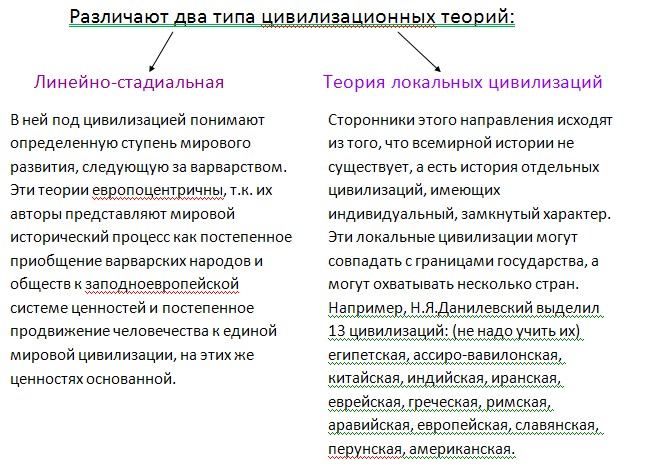 Различают два типа цивилизационных теорий:
Линейно-стадиальная
В ней под цивилизацией понимают
определенную ступень мирового
развития, следующую за варварством.
Эти теории европоцентричны, т.к. их
авторы представляют мировой
исторический процесс как постепенное
приобщение варварских народов и
обществ к заподноевропейской
системе ценностей и постепенное
продвижение человечества к единой
мировой цивилизации, на этих же
ценностях основанной.
Теория локальных цивилизаций
Сторонники этого направления исходят
из того, что всемирной истории не
существует, а есть история отдельных
цивилизаций, имеющих
индивидуальный, замкнутый характер.
Эти локальные цивилизации могут
совпадать с границами государства, а
могут охватывать несколько стран.
Например, Н.Я.Данилевский выделил
13 цивилизаций: (не надо учить их)
египетская, ассиро-вавилонская,
китайская, индийская, иранская,
еврейская, греческая, римская,
аравийская, европейская, славянская,
перунская, американская.